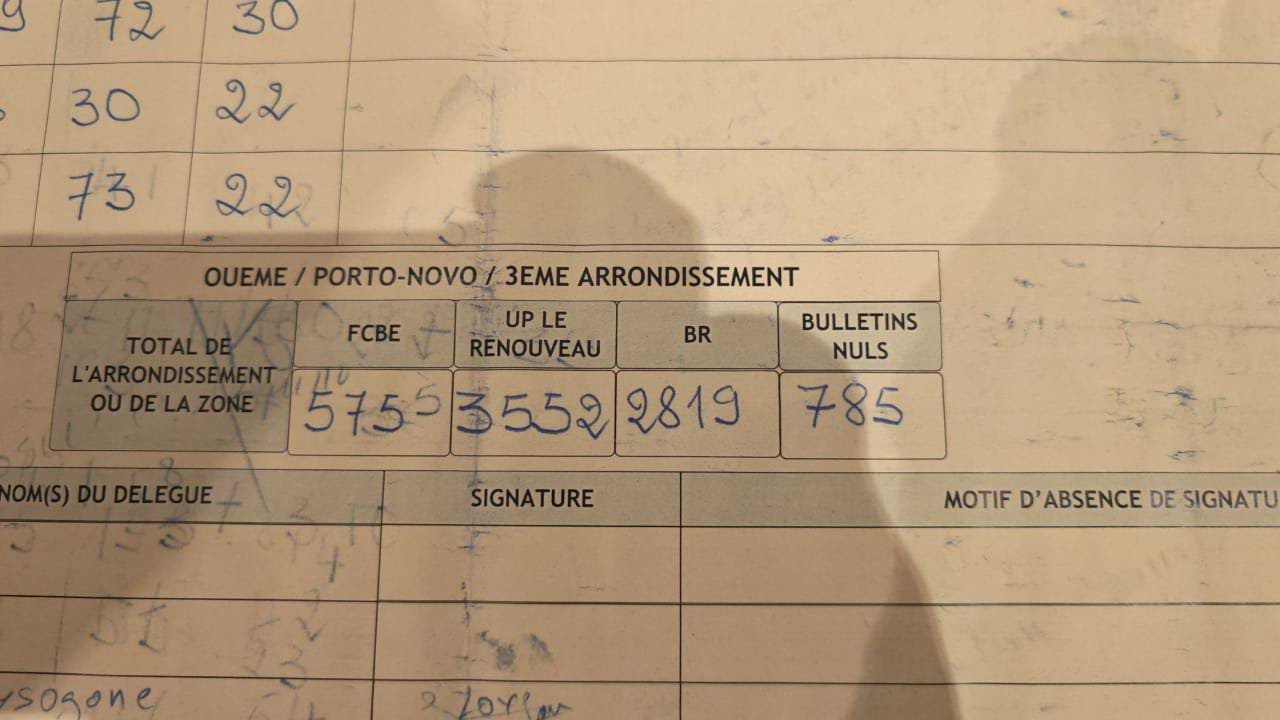 72 30
30 22
73 22
OUEME / PORTO-NOVO / 3EME ARRONDISSEMENT
TOTAL DE L'ARRONDISSEMENT OU DE LA ZONE
FCBE
UP LE RENOUVEAU
BR
BULLETINS NULS
575 3552 2819 785
NOM(S) DU DELEGUE SIGNATURE MOTIF D'ABSENCE DE SIGNATU